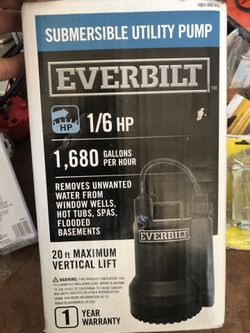 SUBMERSIBLE UTILITY PUMP
EVERBILT
HP
1/6 HP
1,680 GALLONS
PER HOUR
REMOVES UNWANTED
WATER FROM
WINDOW WELLS,
HOT TUBS, SPAS,
FLOODED
BASEMENTS
EVERBILT
20 ft MAXIMUM
VERTICAL LIFT
WARNING:
1 YEAR
WARRANTY